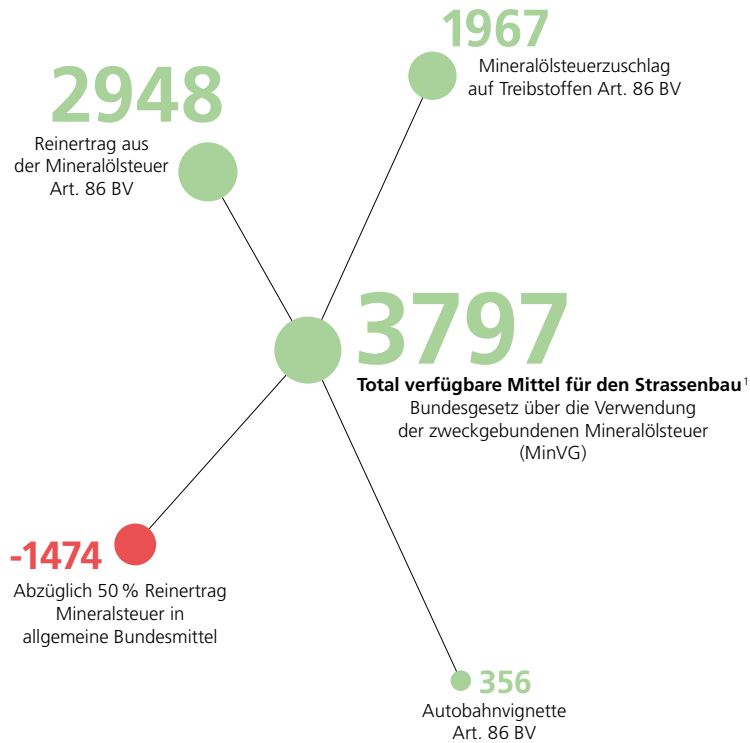 1967
Mineralölsteuerzuschlag
auf Treibstoffen Art. 86 BV
2948
Reinertrag aus
der Mineralölsteuer
Art. 86 BV
3797
Total verfügbare Mittel für den Strassenbau¹
Bundesgesetz über die Verwendung
der zweckgebundenen Mineralölsteuer
(MinVG)
-1474
Abzüglich 50 % Reinertrag
Mineralsteuer in
allgemeine Bundesmittel
356
Autobahnvignette
Art. 86 BV